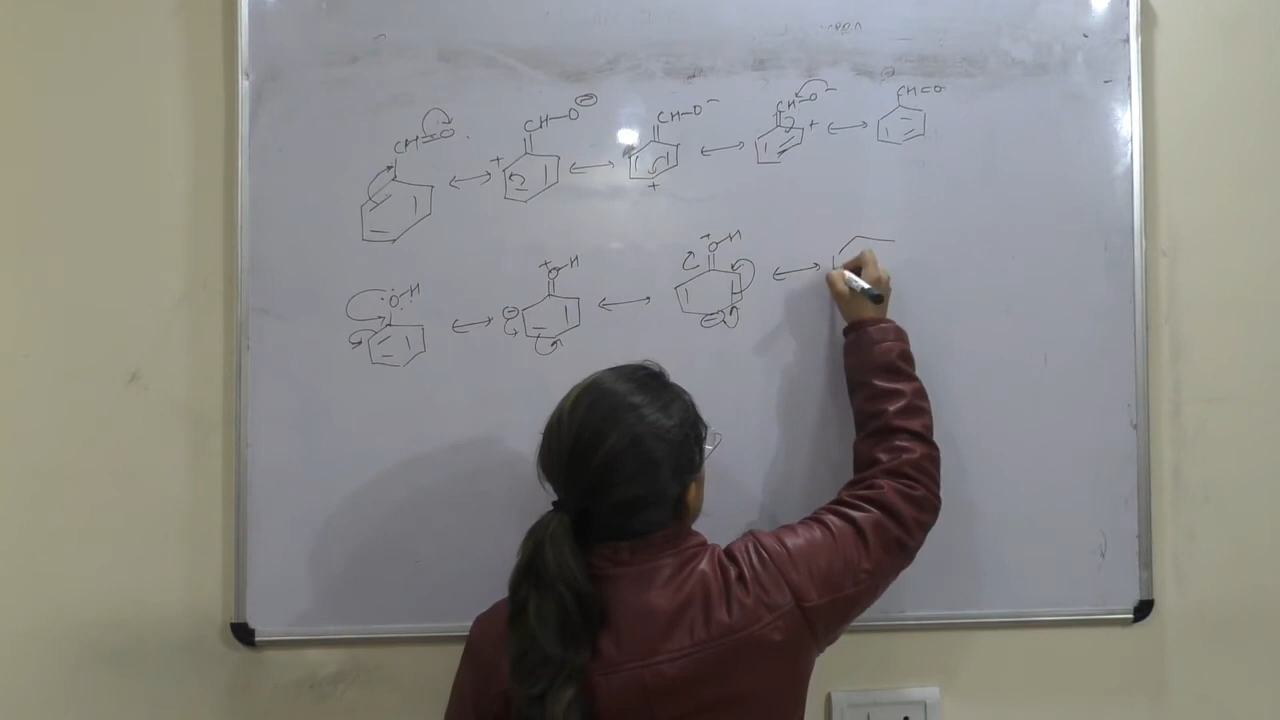 CH=O ↔ + CH–O⊖ ↔ CH–O⁻ + ↔ CH–O⁻ + ↔ ⊖ CH=O
:O–H ↔ ⊖ +O–H ↔ +O–H ⊖ ↔